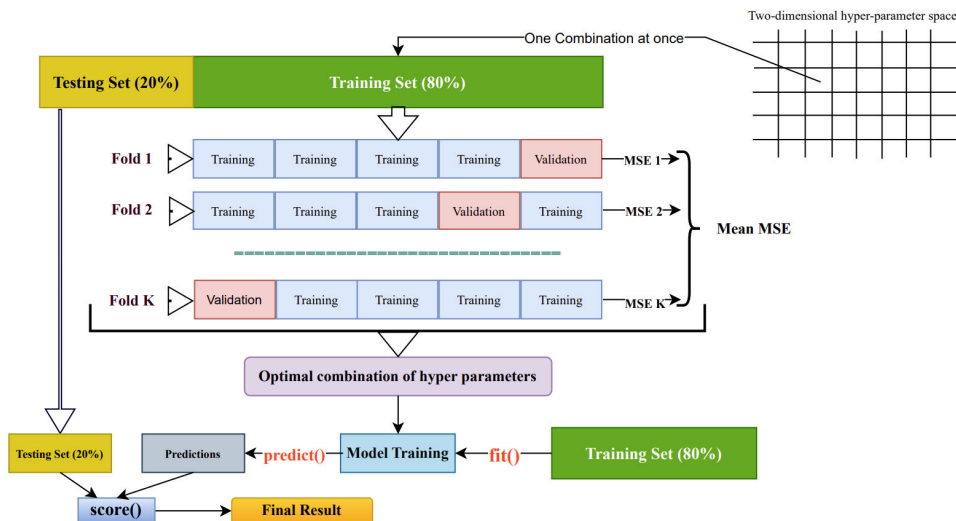 Two-dimensional hyper-parameter space
One Combination at once
Testing Set (20%)
Training Set (80%)
Fold 1
Training
Training
Training
Training
Validation
MSE 1
Fold 2
Training
Training
Training
Validation
Training
MSE 2
Mean MSE
Fold K
Validation
Training
Training
Training
Training
MSE K
Optimal combination of hyper parameters
Testing Set (20%)
Predictions
predict()
Model Training
fit()
Training Set (80%)
score()
Final Result